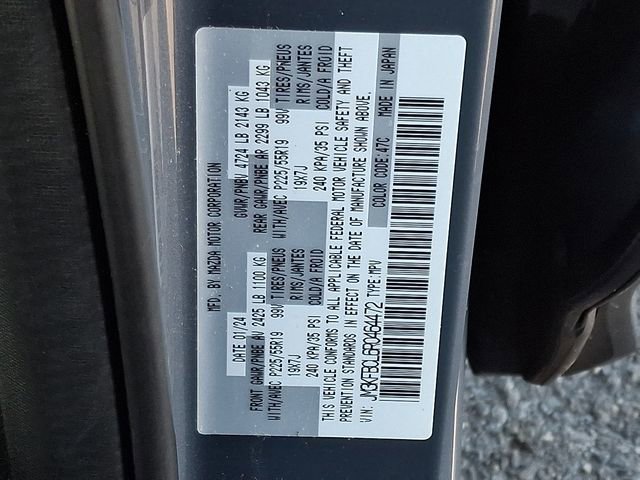 MFD. BY MAZDA MOTOR CORPORATION
DATE 01/24 GVWR/PNBV 4724 LB 2143 KG
FRONT GAWR/PNBE AV 2425 LB 1100 KG REAR GAWR/PNBE AR 2299 LB 1043 KG
WITH/AVEC P225/55R19 99V TIRES/PNEUS WITH/AVEC P225/55R19 99V TIRES/PNEUS
19X7J RIMS/JANTES 19X7J RIMS/JANTES
240 KPA/35 PSI COLD/A FROID 240 KPA/35 PSI COLD/A FROID
THIS VEHICLE CONFORMS TO ALL APPLICABLE FEDERAL MOTOR VEHICLE SAFETY AND THEFT
PREVENTION STANDARDS IN EFFECT ON THE DATE OF MANUFACTURE SHOWN ABOVE.
VIN: JM3KFBCL6R0464472 TYPE:MPV COLOR CODE:47C MADE IN JAPAN